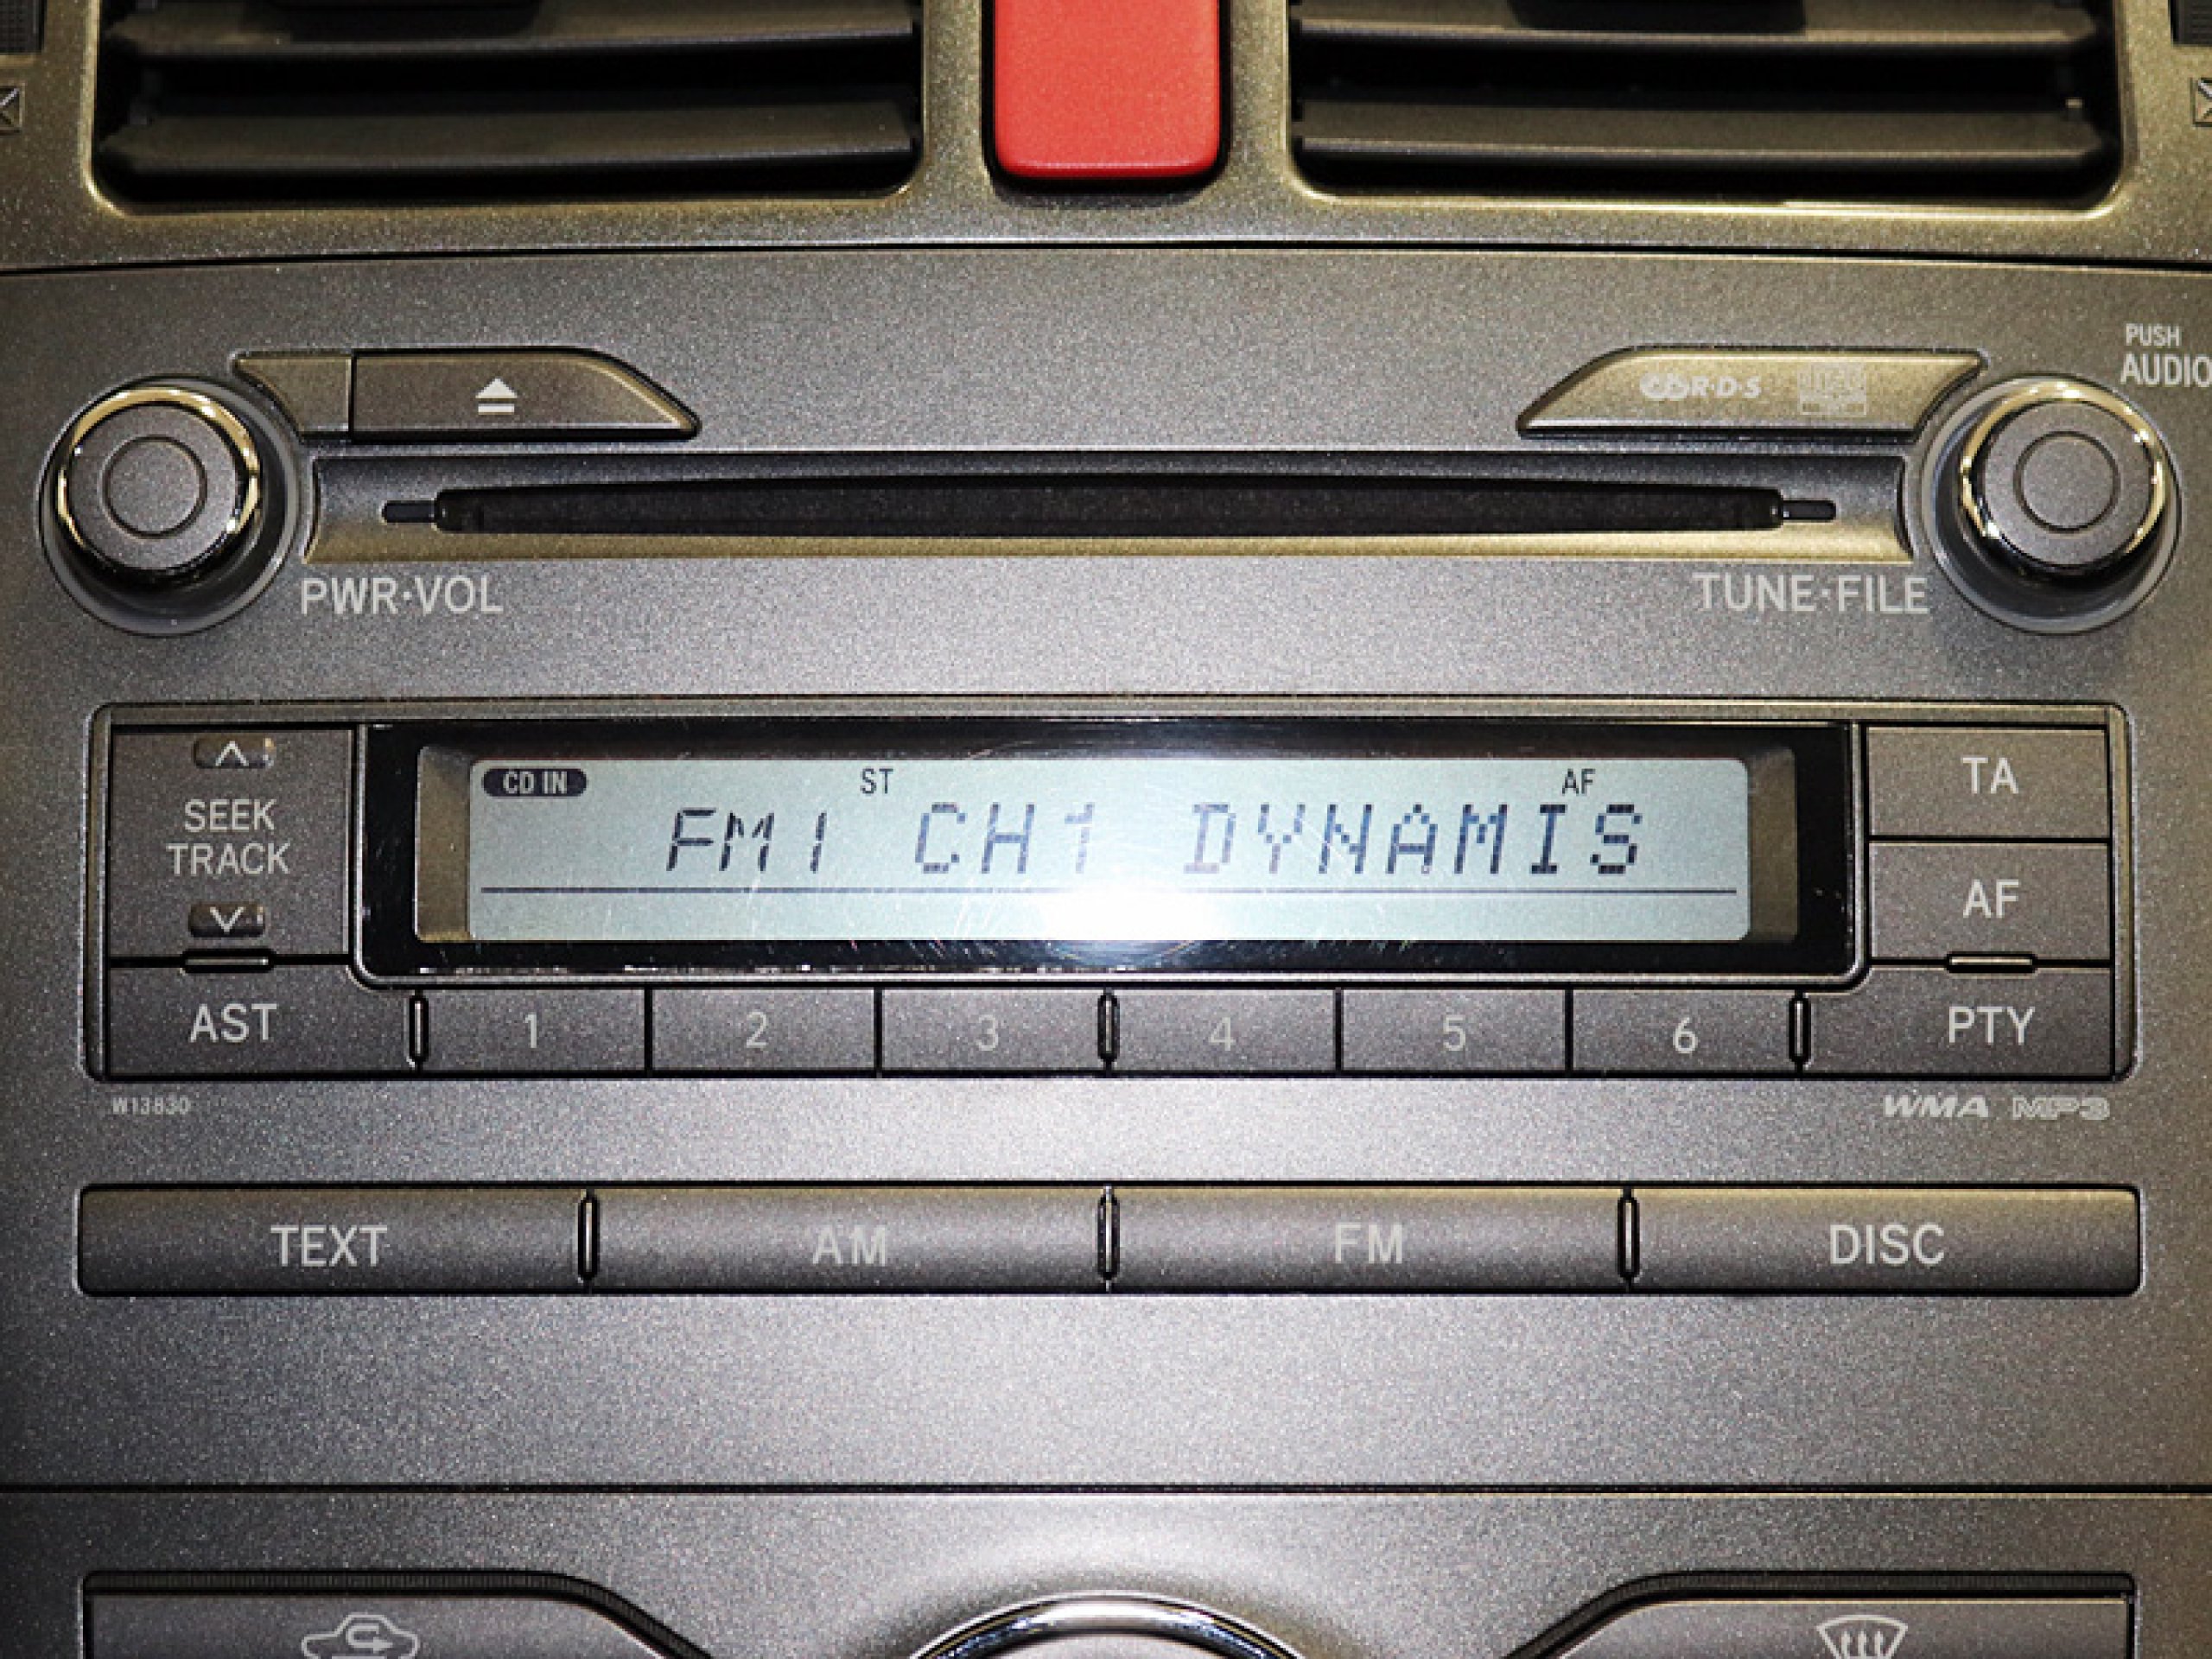 PUSH
AUDIO
R·D·S
PWR·VOL
TUNE·FILE
CD IN ST AF
FM1 CH1 DYNAMIS
SEEK
TRACK
TA
AF
AST 1 2 3 4 5 6 PTY
W13830
WMA MP3
TEXT AM FM DISC